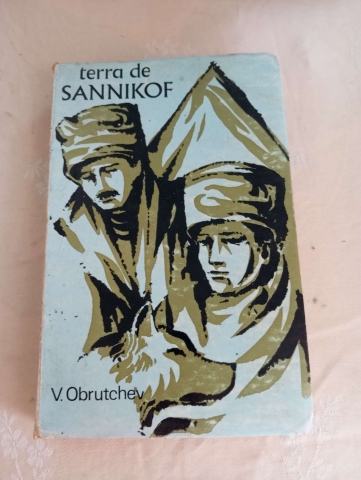 terra de
SANNIKOF
V. Obrutchev